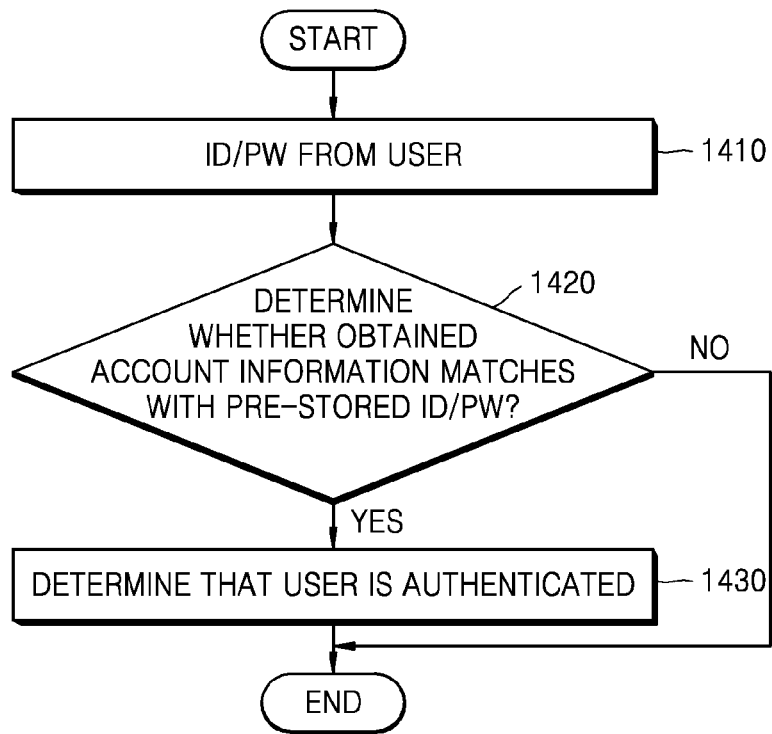 START
ID/PW FROM USER
1410
DETERMINE
WHETHER OBTAINED
ACCOUNT INFORMATION MATCHES
WITH PRE-STORED ID/PW?
1420
NO
YES
DETERMINE THAT USER IS AUTHENTICATED
1430
END